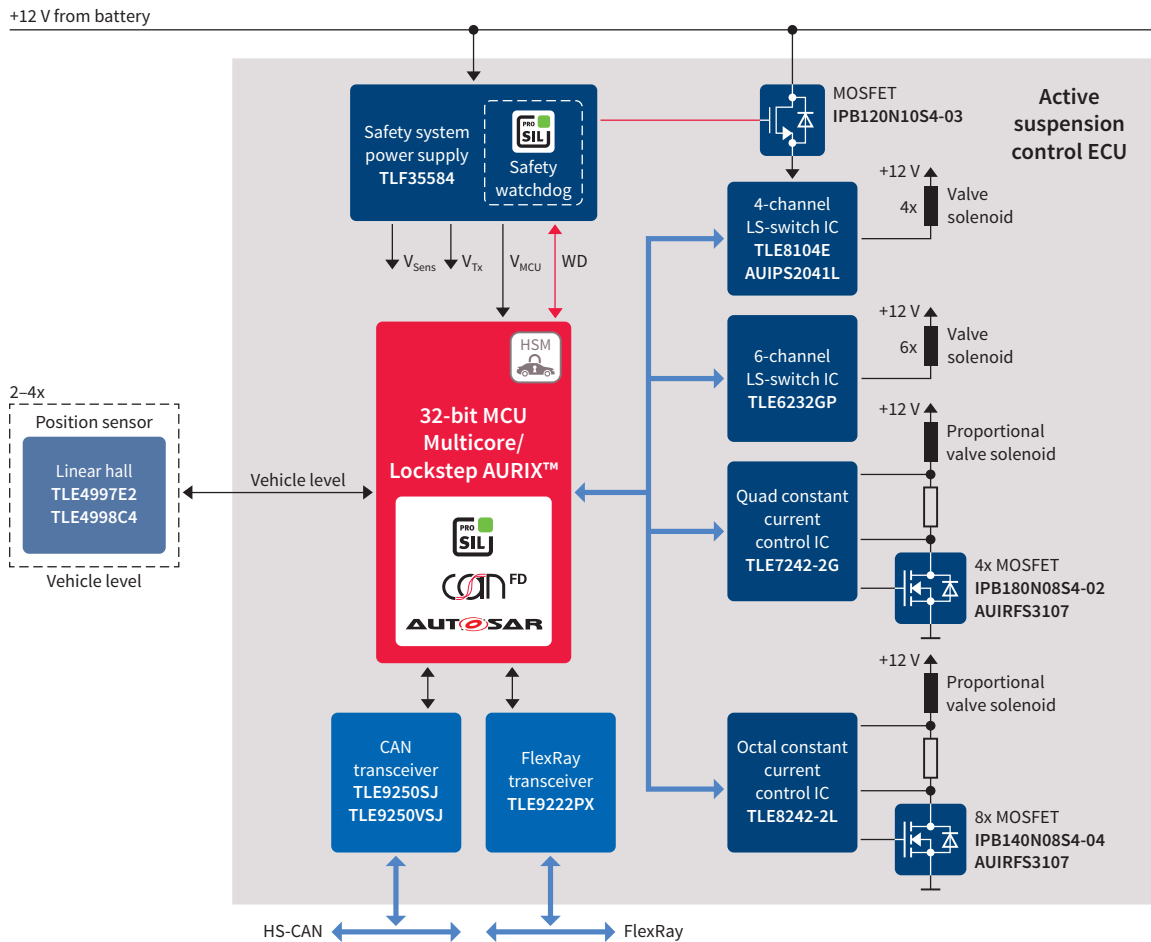 +12 V from battery
Active
suspension
control ECU
Safety system
power supply
TLF35584
PRO
SIL
Safety
watchdog
MOSFET
IPB120N10S4-03
V_Sens
V_Tx
V_MCU
WD
4-channel
LS-switch IC
TLE8104E
AUIPS2041L
+12 V
4x
Valve
solenoid
6-channel
LS-switch IC
TLE6232GP
+12 V
6x
Valve
solenoid
HSM
32-bit MCU
Multicore/
Lockstep AURIX™
PRO
SIL
CAN FD
AUTOSAR
2–4x
Position sensor
Linear hall
TLE4997E2
TLE4998C4
Vehicle level
Vehicle level
Quad constant
current
control IC
TLE7242-2G
+12 V
Proportional
valve solenoid
4x MOSFET
IPB180N08S4-02
AUIRFS3107
Octal constant
current
control IC
TLE8242-2L
+12 V
Proportional
valve solenoid
8x MOSFET
IPB140N08S4-04
AUIRFS3107
CAN
transceiver
TLE9250SJ
TLE9250VSJ
FlexRay
transceiver
TLE9222PX
HS-CAN
FlexRay